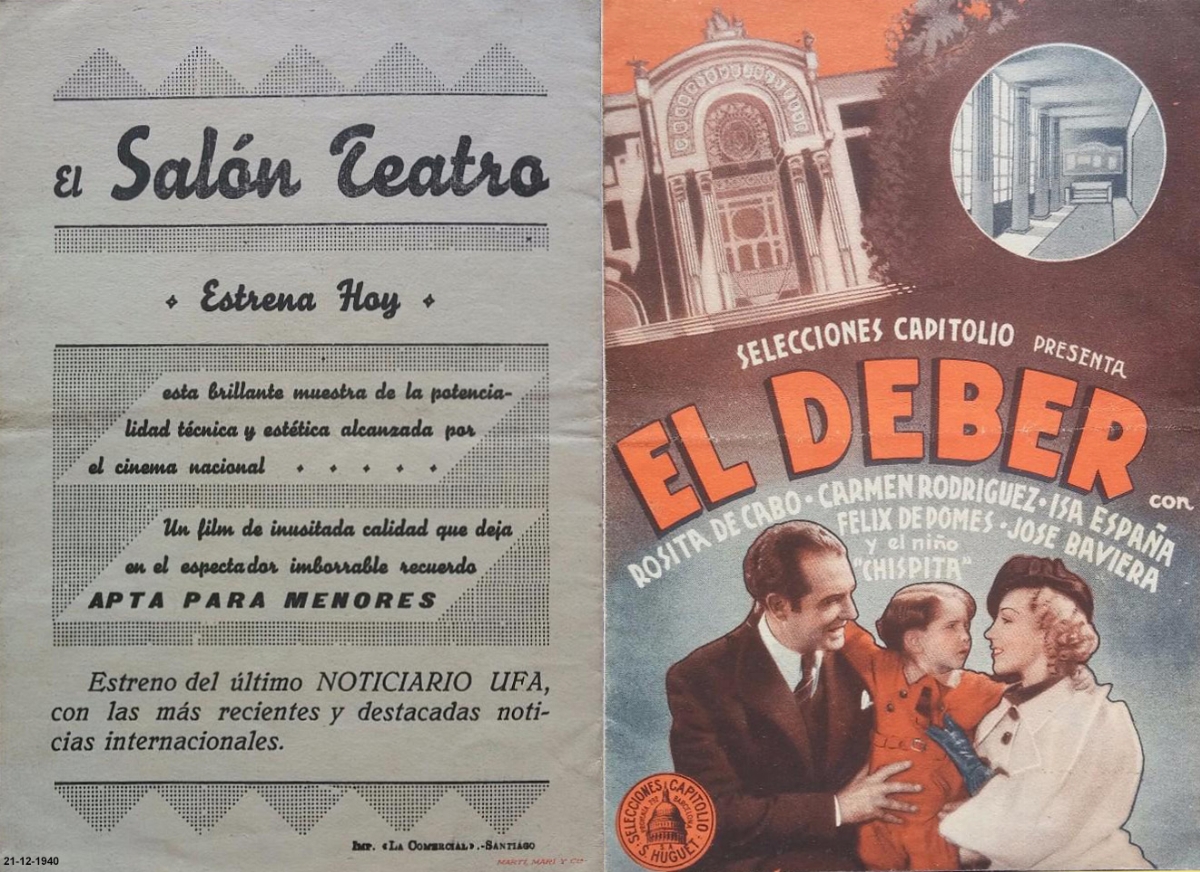 El Salón Teatro
Estrena Hoy
esta brillante muestra de la potencia-
lidad técnica y estética alcanzada por
el cinema nacional
Un film de inusitada calidad que deja
en el espectador imborrable recuerdo
APTA PARA MENORES
Estreno del último NOTICIARIO UFA,
con las más recientes y destacadas noti-
cias internacionales.
IMP. «LA COMERCIAL».-SANTIAGO
MARTI, MARI Y Cº
21-12-1940
SELECCIONES CAPITOLIO PRESENTA
EL DEBER
con
ROSITA DE CABO · CARMEN RODRIGUEZ · ISA ESPAÑA
FELIX DE POMES · JOSE BAVIERA
y el niño
"CHISPITA"
SELECCIONES CAPITOLIO
BARCELONA
S.A.
S. HUGUET